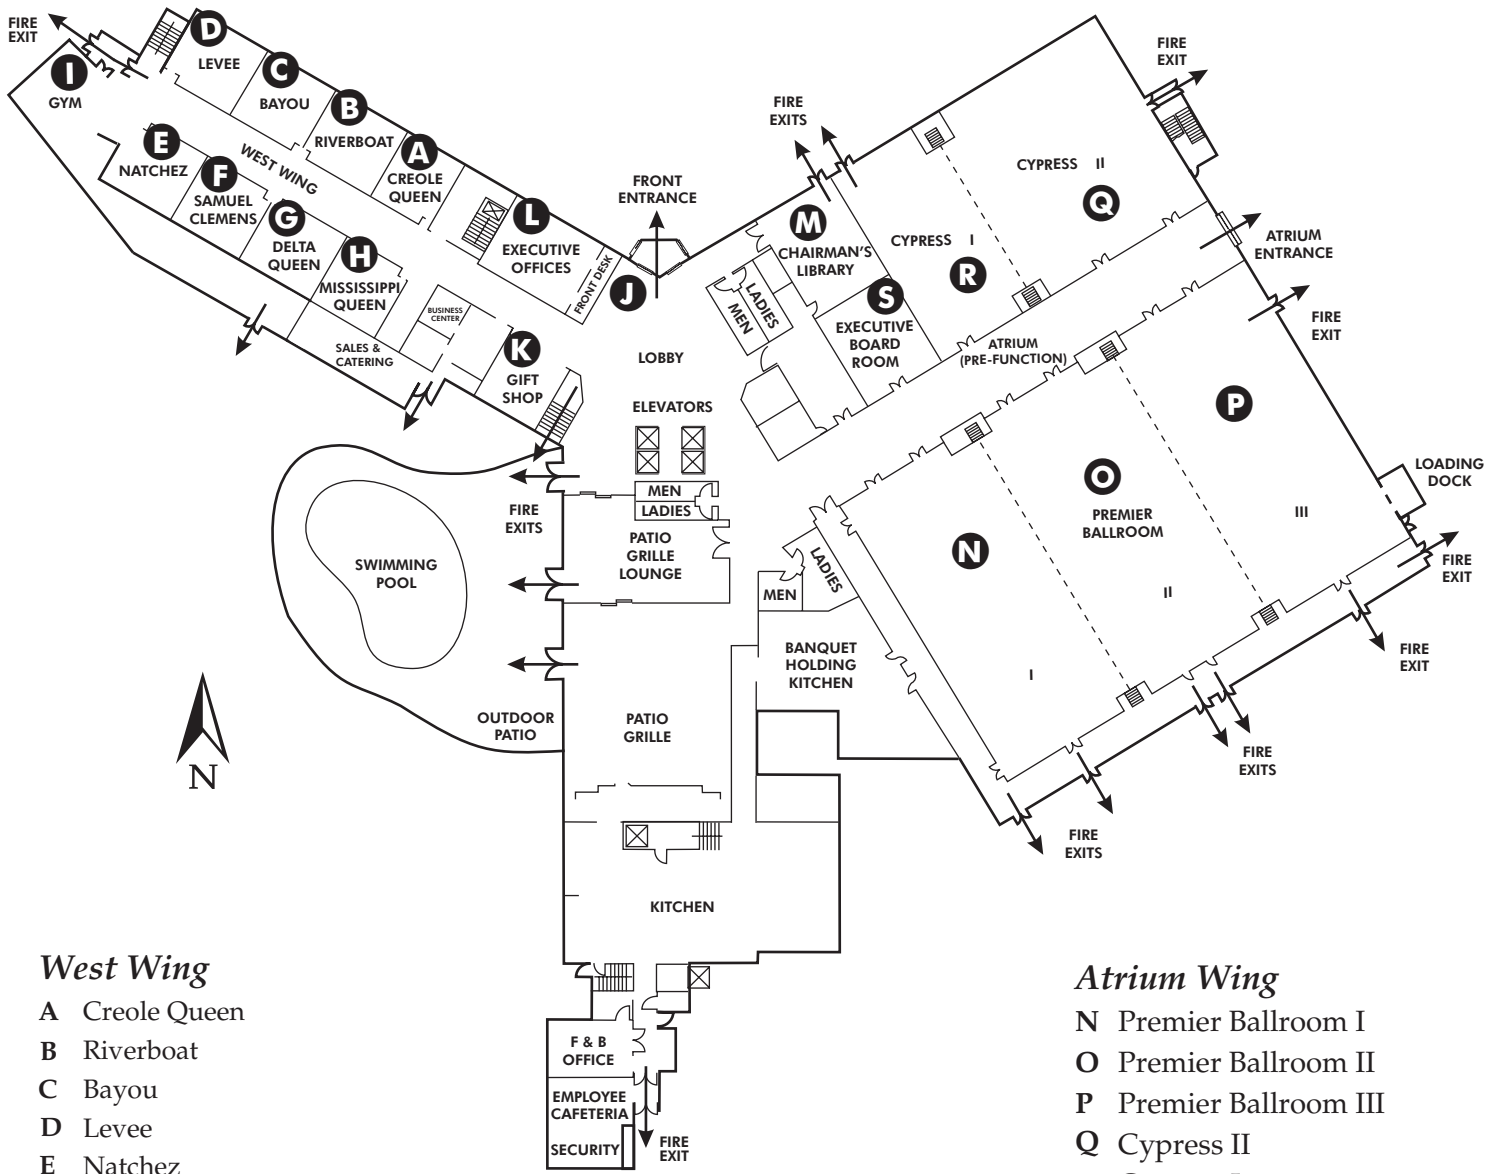 FIRE
EXIT
D
LEVEE
I
GYM
C
BAYOU
B
RIVERBOAT
A
CREOLE
QUEEN
E
NATCHEZ
WEST WING
F
SAMUEL
CLEMENS
G
DELTA
QUEEN
H
MISSISSIPPI
QUEEN
L
EXECUTIVE
OFFICES
FRONT DESK
J
FRONT
ENTRANCE
FIRE
EXITS
FIRE
EXIT
CYPRESS II
Q
M
CHAIRMAN'S
LIBRARY
CYPRESS I
R
S
EXECUTIVE
BOARD
ROOM
ATRIUM
ENTRANCE
FIRE
EXIT
LADIES
MEN
BUSINESS
CENTER
SALES &
CATERING
K
GIFT
SHOP
LOBBY
ATRIUM
(PRE-FUNCTION)
ELEVATORS
P
O
PREMIER
BALLROOM
LOADING
DOCK
III
N
II
I
MEN
LADIES
FIRE
EXITS
PATIO
GRILLE
LOUNGE
SWIMMING
POOL
LADIES
MEN
FIRE
EXIT
FIRE
EXIT
BANQUET
HOLDING
KITCHEN
OUTDOOR
PATIO
PATIO
GRILLE
N
FIRE
EXITS
FIRE
EXITS
KITCHEN
F & B
OFFICE
EMPLOYEE
CAFETERIA
SECURITY
FIRE
EXIT
West Wing
A Creole Queen
B Riverboat
C Bayou
D Levee
E Natchez
Atrium Wing
N Premier Ballroom I
O Premier Ballroom II
P Premier Ballroom III
Q Cypress II